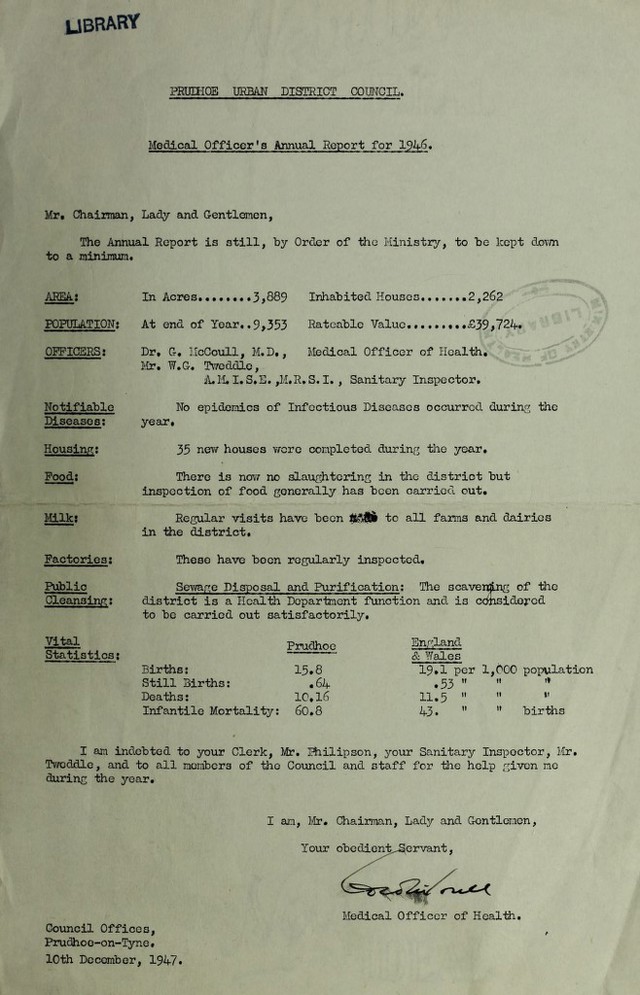 LIBRARY
PRUDHOE URBAN DISTRICT COUNCIL.
Medical Officer's Annual Report for 1946.
Mr. Chairman, Lady and Gentlemen,
The Annual Report is still, by Order of the Ministry, to be kept down
to a minimum.
AREA: In Acres........3,889 Inhabited Houses.......2,262
POPULATION: At end of Year..9,353 Rateable Value.........£39,724.
OFFICERS: Dr. G. McCoull, M.D., Medical Officer of Health.
Mr. W.G. Tweddle,
A.M.I.S.E.,M.R.S.I., Sanitary Inspector.
Notifiable No epidemics of Infectious Diseases occurred during the
Diseases: year.
Housing: 35 new houses were completed during the year.
Food: There is now no slaughtering in the district but
inspection of food generally has been carried out.
Milk: Regular visits have been to all farms and dairies
in the district.
Factories: These have been regularly inspected.
Public Sewage Disposal and Purification: The scavenging of the
Cleansing: district is a Health Department function and is considered
to be carried out satisfactorily.
Vital Prudhoe England
Statistics: & Wales
Births: 15.8 19.1 per 1,000 population
Still Births: .64 .53 " " "
Deaths: 10.16 11.5 " " "
Infantile Mortality: 60.8 43. " " births
I am indebted to your Clerk, Mr. Philipson, your Sanitary Inspector, Mr.
Tweddle, and to all members of the Council and staff for the help given me
during the year.
I am, Mr. Chairman, Lady and Gentlemen,
Your obedient Servant,
Medical Officer of Health.
Council Offices,
Prudhoe-on-Tyne.
10th December, 1947.